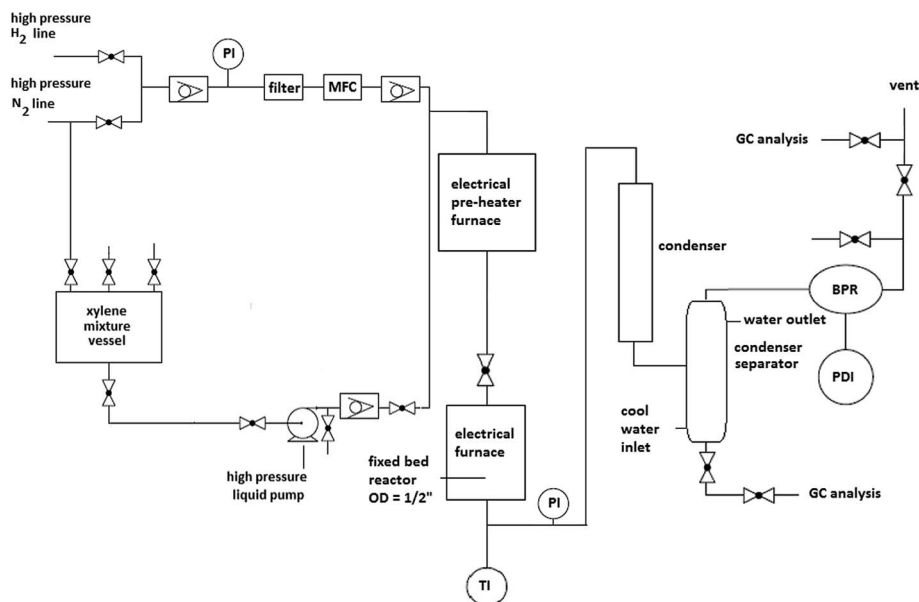 high pressure
H2 line
PI
high pressure
N2 line
filter
MFC
vent
GC analysis
electrical
pre-heater
furnace
condenser
BPR
xylene
mixture
vessel
water outlet
condenser
separator
PDI
electrical
furnace
cool
water
inlet
fixed bed
reactor
OD = 1/2"
high pressure
liquid pump
PI
GC analysis
TI